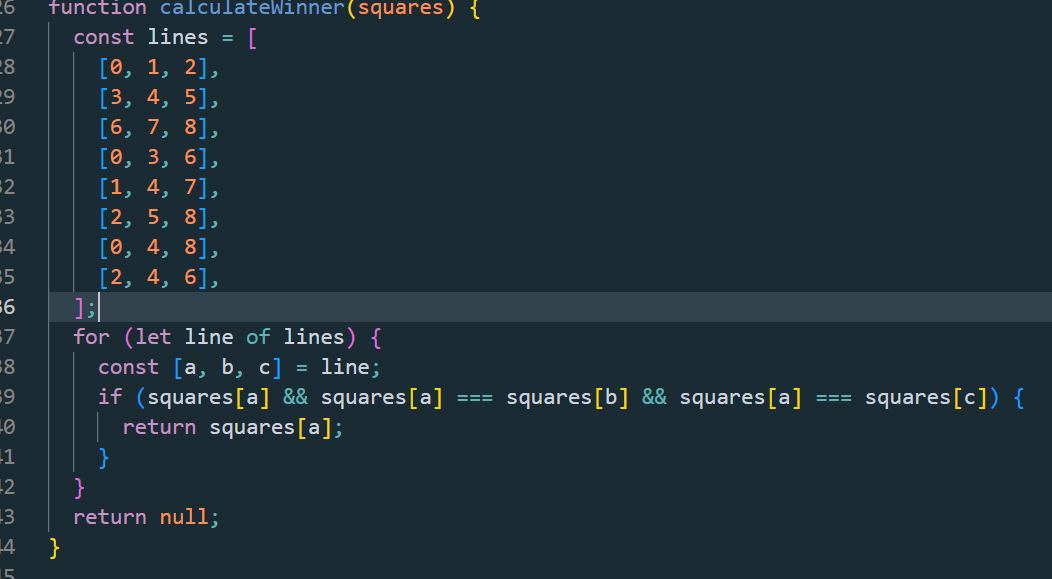 26 function calculateWinner(squares) {
27 const lines = [
28 [0, 1, 2],
29 [3, 4, 5],
30 [6, 7, 8],
31 [0, 3, 6],
32 [1, 4, 7],
33 [2, 5, 8],
34 [0, 4, 8],
35 [2, 4, 6],
36 ];
37 for (let line of lines) {
38 const [a, b, c] = line;
39 if (squares[a] && squares[a] === squares[b] && squares[a] === squares[c]) {
40 return squares[a];
41 }
42 }
43 return null;
44 }
45